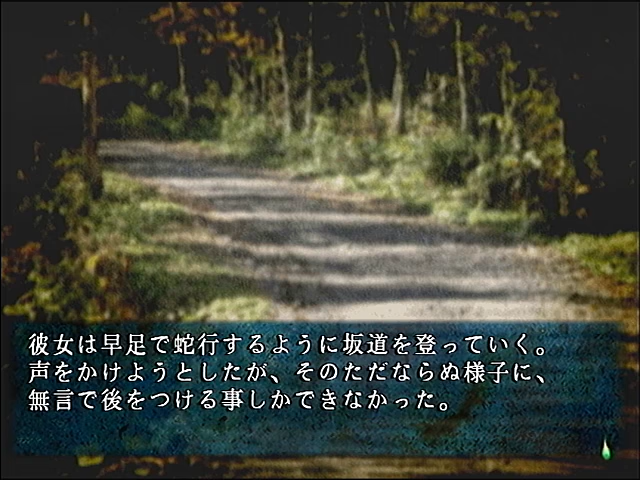 彼女は早足で蛇行するように坂道を登っていく。
声をかけようとしたが、そのただならぬ様子に、
無言で後をつける事しかできなかった。